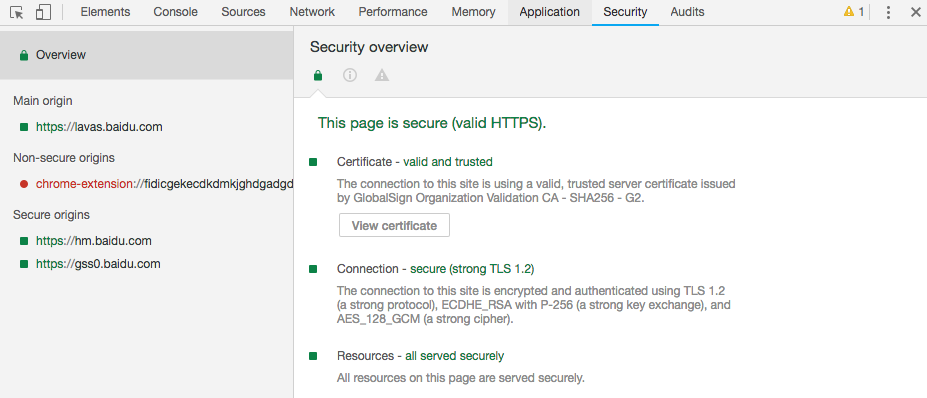 Elements Console Sources Network Performance Memory Application Security Audits 1
Overview
Main origin
https://lavas.baidu.com
Non-secure origins
chrome-extension://fidicgekecdkdmkjghdgadgd
Secure origins
https://hm.baidu.com
https://gss0.baidu.com
Security overview
This page is secure (valid HTTPS).
Certificate - valid and trusted
The connection to this site is using a valid, trusted server certificate issued
by GlobalSign Organization Validation CA - SHA256 - G2.
View certificate
Connection - secure (strong TLS 1.2)
The connection to this site is encrypted and authenticated using TLS 1.2
(a strong protocol), ECDHE_RSA with P-256 (a strong key exchange), and
AES_128_GCM (a strong cipher).
Resources - all served securely
All resources on this page are served securely.